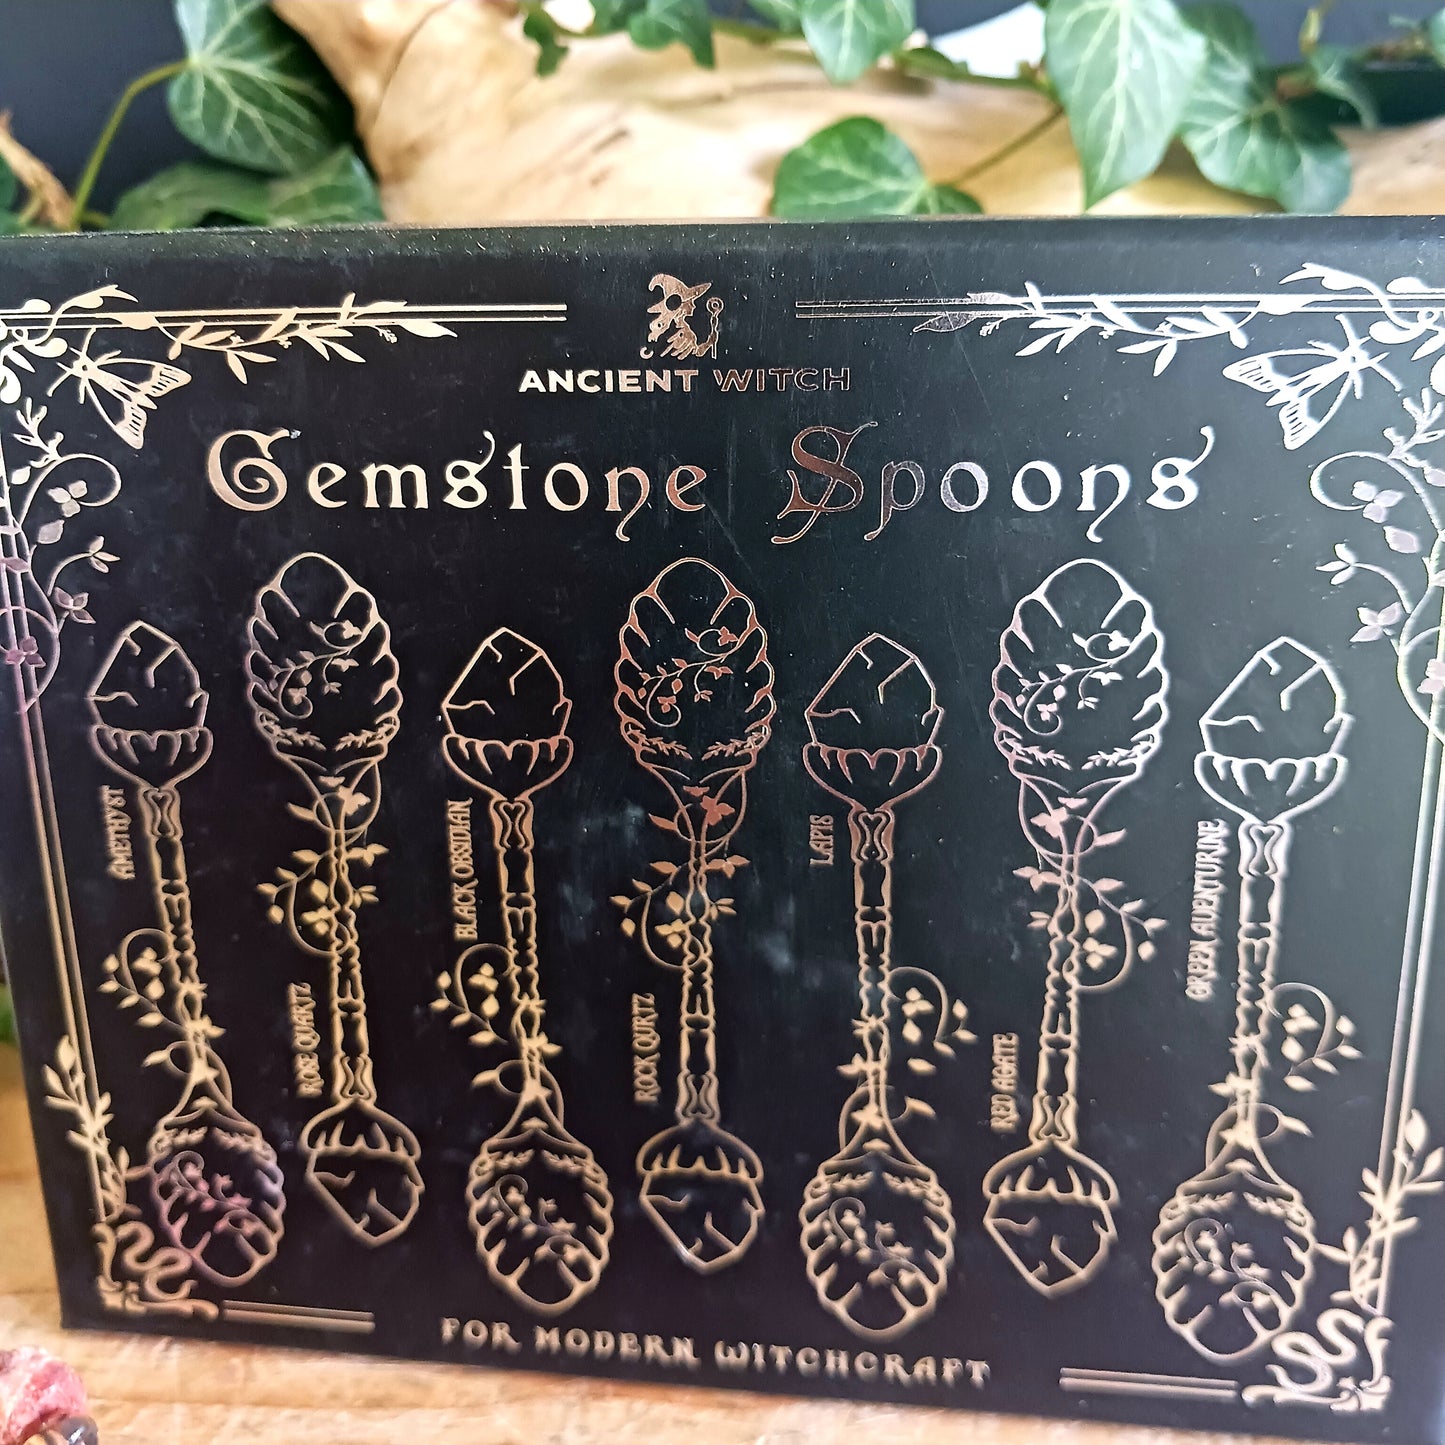 ANCIENT WITCH
Gemstone Spoons
AMETHYST
ROSE QUARTZ
BLACK OBSIDIAN
ROCK QURTZ
LAPIS
RED AGATE
GREEN AVENTURINE
FOR MODERN WITCHCRAFT